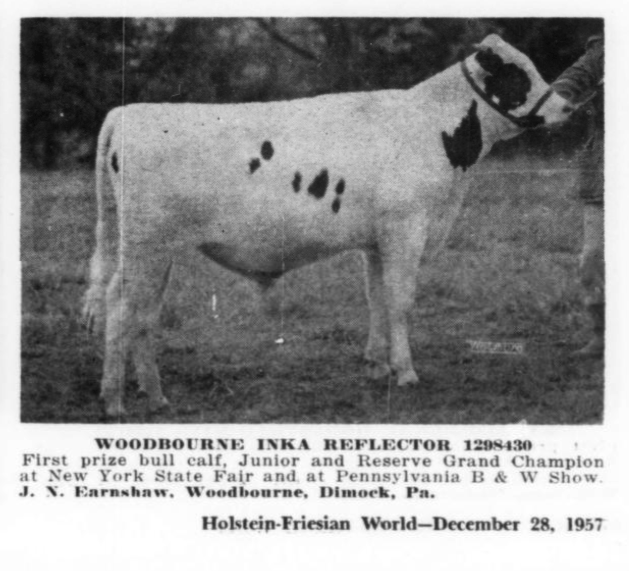 WOODBOURNE INKA REFLECTOR 1298430
First prize bull calf, Junior and Reserve Grand Champion
at New York State Fair and at Pennsylvania B & W Show.
J. N. Earnshaw, Woodbourne, Dimock, Pa.
Holstein-Friesian World—December 28, 1957